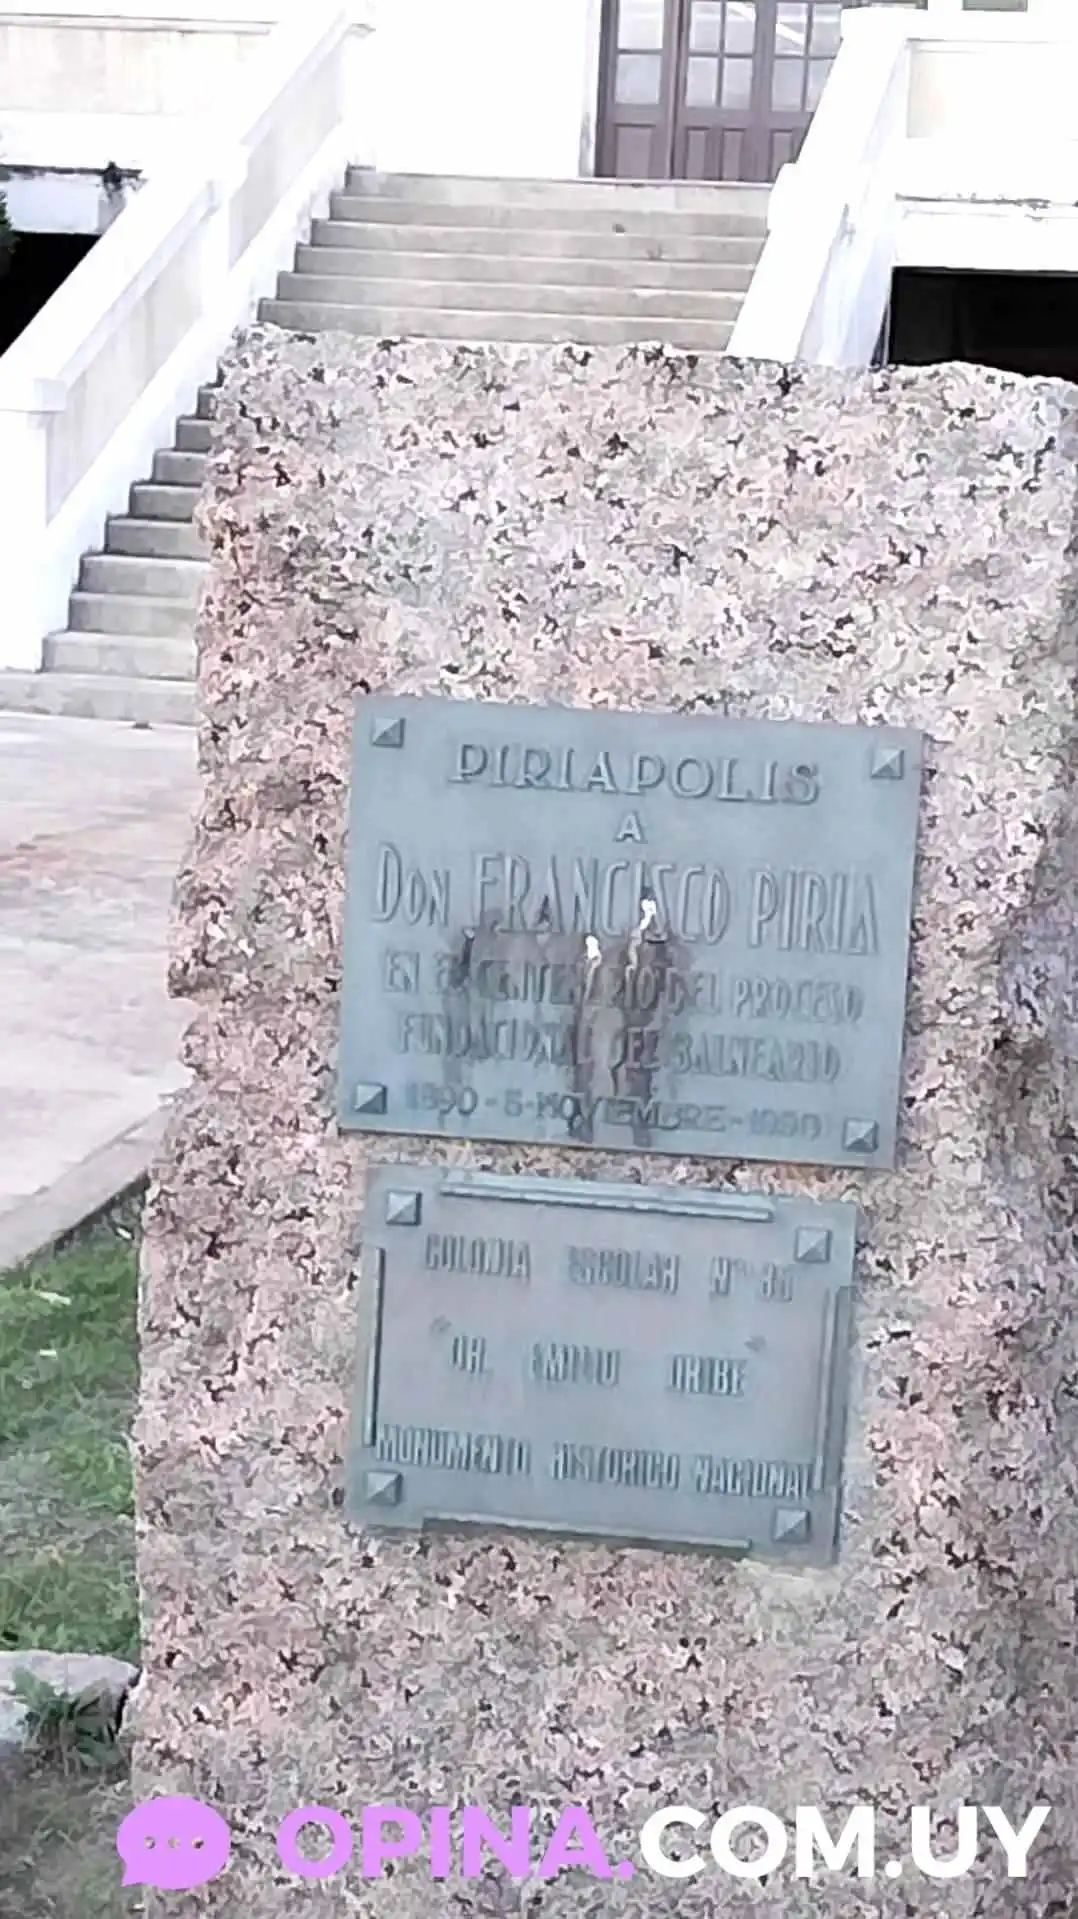 PIRIAPOLIS
A
DON FRANCISCO PIRIA
EN EL CENTENARIO DEL PROCESO
FUNDACIONAL DEL BALNEARIO
1890-5-NOVIEMBRE-1990
COLONIA ESCOLAR Nº
"DR. EMILIO ORIBE"
MONUMENTO HISTORICO NACIONAL
OPINA.COM.UY